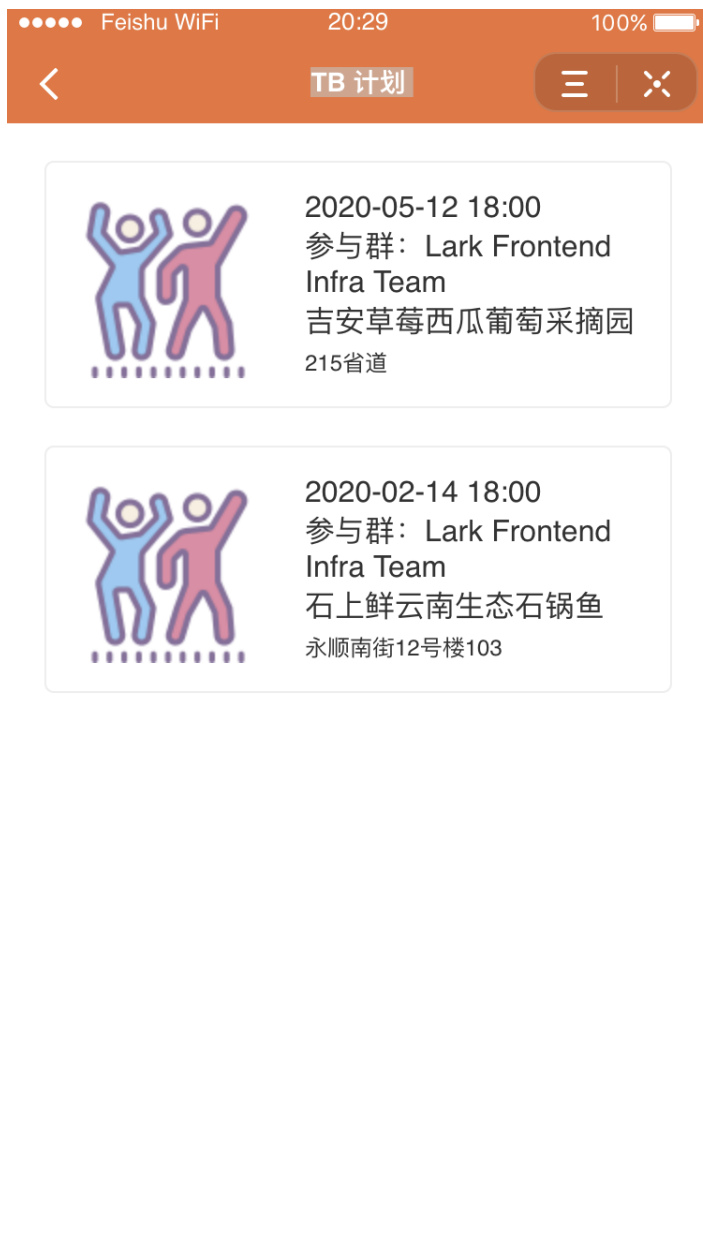 Feishu WiFi 20:29 100%
TB 计划
2020-05-12 18:00
参与群：Lark Frontend
Infra Team
吉安草莓西瓜葡萄采摘园
215省道
2020-02-14 18:00
参与群：Lark Frontend
Infra Team
石上鲜云南生态石锅鱼
永顺南街12号楼103